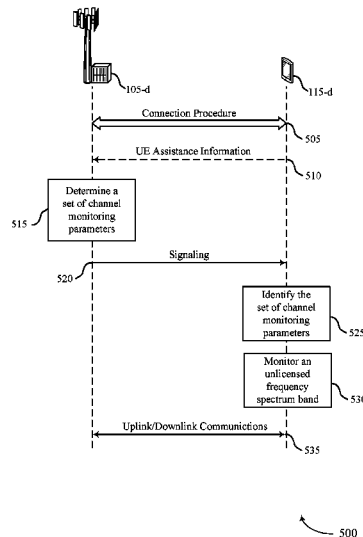 105-d
115-d
Connection Procedure
505
UE Assistance Information
510
Determine a
set of channel
monitoring
parameters
515
Signaling
520
Identify the
set of channel
monitoring
parameters
525
Monitor an
unlicensed
frequency
spectrum band
530
Uplink/Downlink Communictions
535
500